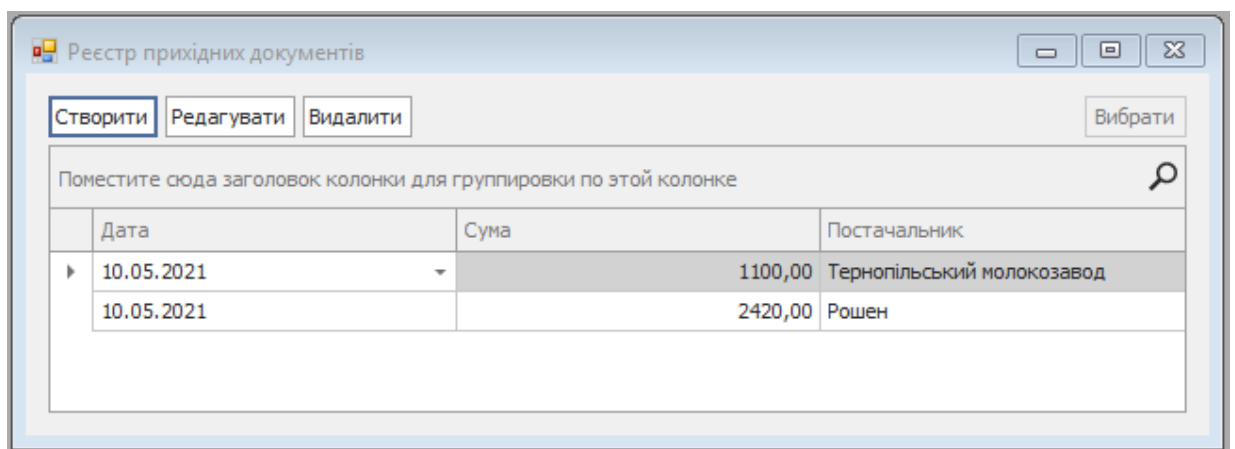 Реєстр прихідних документів
Створити Редагувати Видалити Вибрати
Поместите сюда заголовок колонки для группировки по этой колонке
Дата Сума Постачальник
10.05.2021 1100,00 Тернопільський молокозавод
10.05.2021 2420,00 Рошен